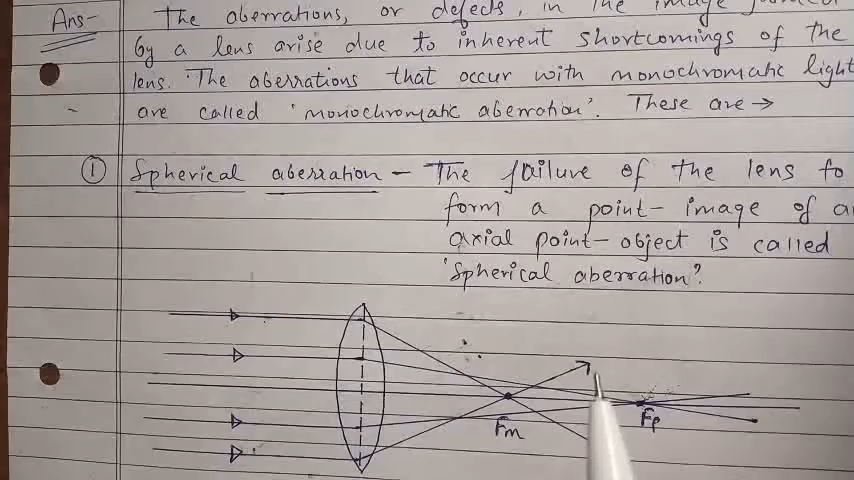 Ans- The aberrations, or defects, in the image formed
by a lens arise due to inherent shortcomings of the
lens. The aberrations that occur with monochromatic light
are called 'monochromatic aberration'. These are →
① Spherical aberration - The failure of the lens to
form a point-image of an
axial point-object is called
'Spherical aberration'.
Fm
Fp